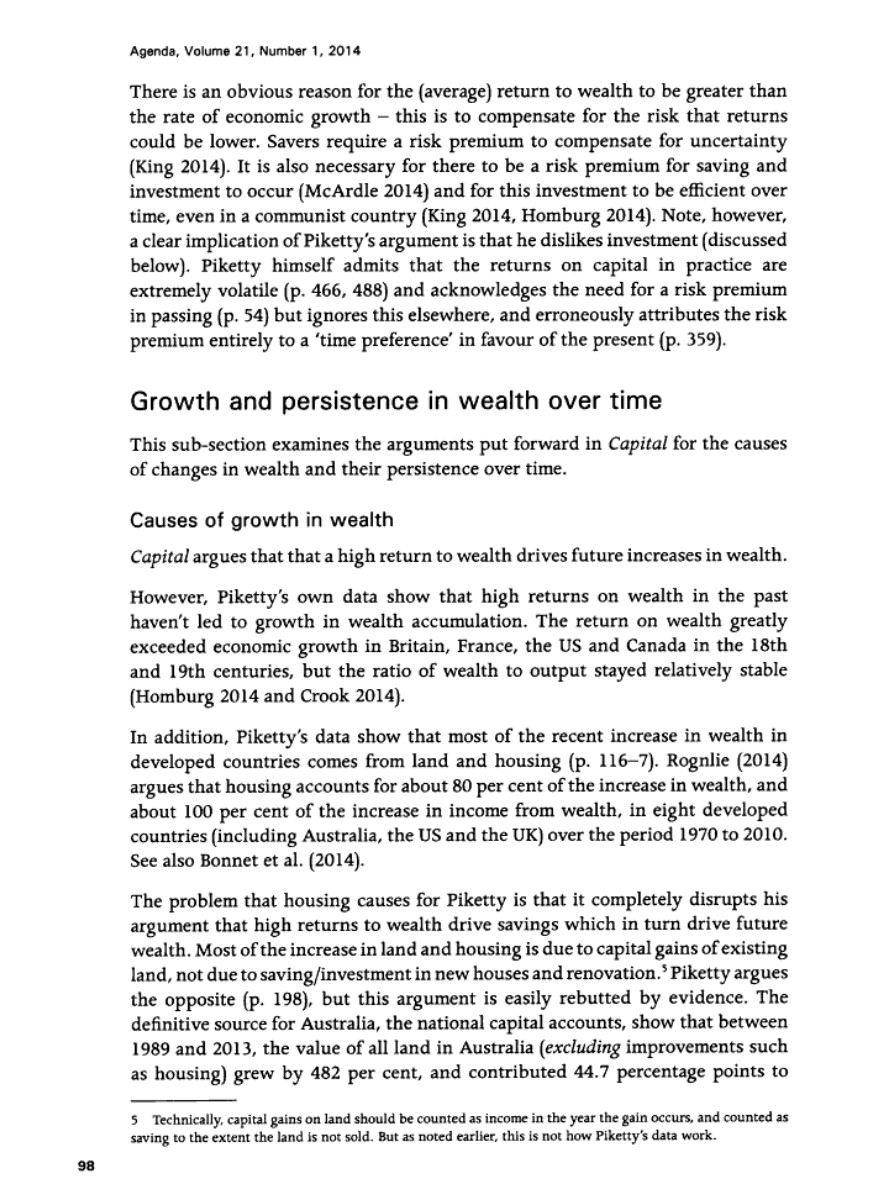 Agenda, Volume 21, Number 1, 2014
There is an obvious reason for the (average) return to wealth to be greater than
the rate of economic growth – this is to compensate for the risk that returns
could be lower. Savers require a risk premium to compensate for uncertainty
(King 2014). It is also necessary for there to be a risk premium for saving and
investment to occur (McArdle 2014) and for this investment to be efficient over
time, even in a communist country (King 2014, Homburg 2014). Note, however,
a clear implication of Piketty's argument is that he dislikes investment (discussed
below). Piketty himself admits that the returns on capital in practice are
extremely volatile (p. 466, 488) and acknowledges the need for a risk premium
in passing (p. 54) but ignores this elsewhere, and erroneously attributes the risk
premium entirely to a 'time preference' in favour of the present (p. 359).
Growth and persistence in wealth over time
This sub-section examines the arguments put forward in Capital for the causes
of changes in wealth and their persistence over time.
Causes of growth in wealth
Capital argues that that a high return to wealth drives future increases in wealth.
However, Piketty's own data show that high returns on wealth in the past
haven't led to growth in wealth accumulation. The return on wealth greatly
exceeded economic growth in Britain, France, the US and Canada in the 18th
and 19th centuries, but the ratio of wealth to output stayed relatively stable
(Homburg 2014 and Crook 2014).
In addition, Piketty's data show that most of the recent increase in wealth in
developed countries comes from land and housing (p. 116–7). Rognlie (2014)
argues that housing accounts for about 80 per cent of the increase in wealth, and
about 100 per cent of the increase in income from wealth, in eight developed
countries (including Australia, the US and the UK) over the period 1970 to 2010.
See also Bonnet et al. (2014).
The problem that housing causes for Piketty is that it completely disrupts his
argument that high returns to wealth drive savings which in turn drive future
wealth. Most of the increase in land and housing is due to capital gains of existing
land, not due to saving/investment in new houses and renovation.⁵ Piketty argues
the opposite (p. 198), but this argument is easily rebutted by evidence. The
definitive source for Australia, the national capital accounts, show that between
1989 and 2013, the value of all land in Australia (excluding improvements such
as housing) grew by 482 per cent, and contributed 44.7 percentage points to
5 Technically, capital gains on land should be counted as income in the year the gain occurs, and counted as
saving to the extent the land is not sold. But as noted earlier, this is not how Piketty's data work.
98